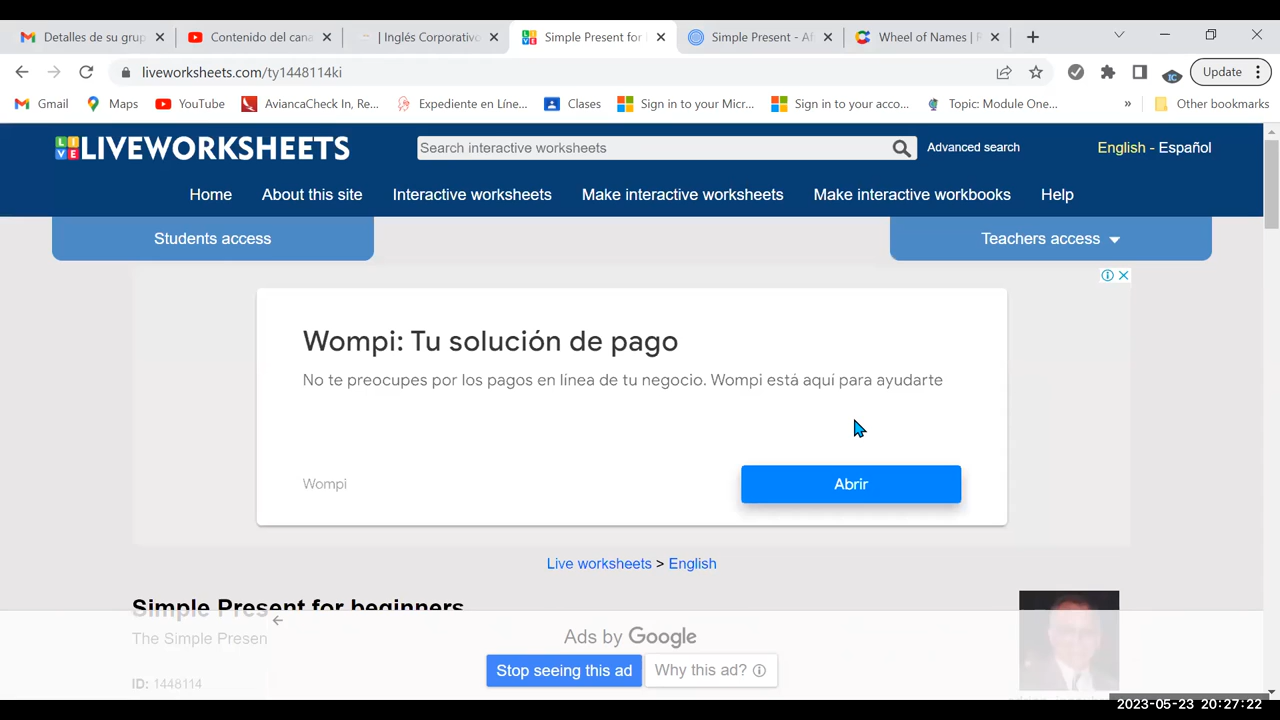 Detalles de su grup
Contenido del cana
| Inglés Corporativo
Simple Present for
Simple Present - Af
Wheel of Names | R
liveworksheets.com/ty1448114ki
Update
Gmail
Maps
YouTube
AviancaCheck In, Re...
Expediente en Líne...
Clases
Sign in to your Micr...
Sign in to your acco...
Topic: Module One...
»
Other bookmarks
LIVEWORKSHEETS
Search interactive worksheets
Advanced search
English - Español
Home
About this site
Interactive worksheets
Make interactive worksheets
Make interactive workbooks
Help
Students access
Teachers access
Wompi: Tu solución de pago
No te preocupes por los pagos en línea de tu negocio. Wompi está aquí para ayudarte
Wompi
Abrir
Live worksheets > English
Simple Present for beginners
The Simple Presen
Ads by Google
Stop seeing this ad
Why this ad?
ID: 1448114
2023-05-23 20:27:22